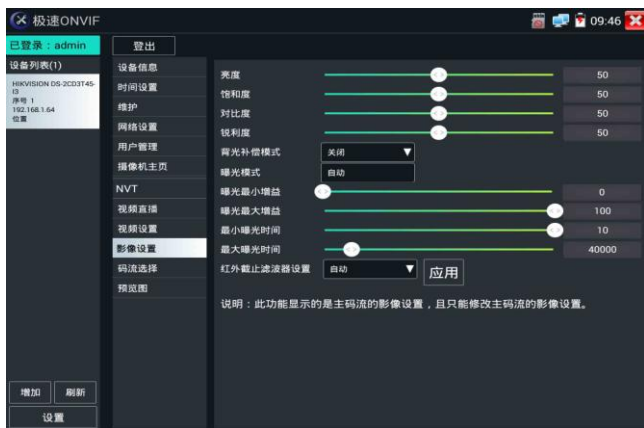 极速ONVIF
09:46
已登录：admin
登出
设备列表(1)
HIKVISION DS-2CD3T45-
I3
序号 1
192.168.1.64
位置
增加
刷新
设置
设备信息
时间设置
维护
网络设置
用户管理
摄像机主页
NVT
视频直播
视频设置
影像设置
码流选择
预览图
亮度 50
饱和度 50
对比度 50
锐利度 50
背光补偿模式 关闭
曝光模式 自动
曝光最小增益 0
曝光最大增益 100
最小曝光时间 10
最大曝光时间 40000
红外截止滤波器设置 自动 应用
说明：此功能显示的是主码流的影像设置，且只能修改主码流的影像设置。